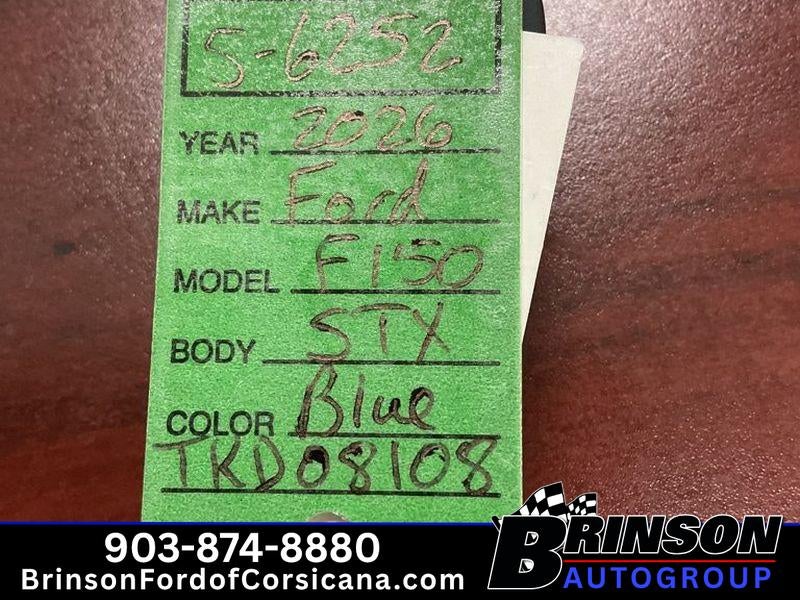 5-6252
YEAR 2026
MAKE Ford
MODEL F150
BODY STX
COLOR Blue
TKD08108
903-874-8880
BrinsonFordofCorsicana.com
BRINSON
AUTOGROUP